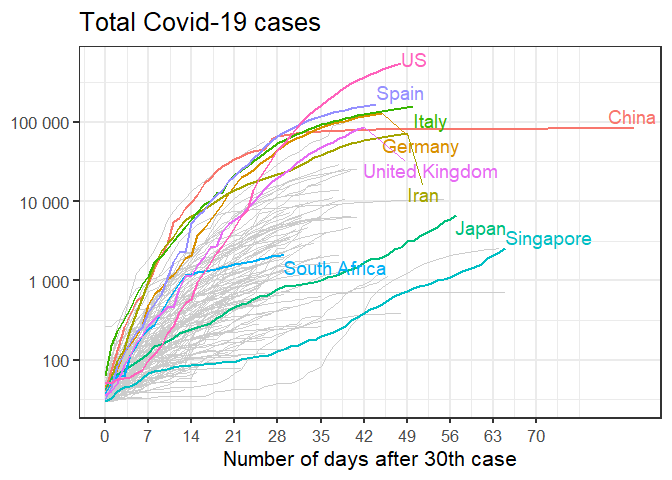 Total Covid-19 cases
US
Spain
100 000
Italy
China
Germany
United Kingdom
10 000
Iran
Japan
Singapore
South Africa
1 000
100
0 7 14 21 28 35 42 49 56 63 70
Number of days after 30th case